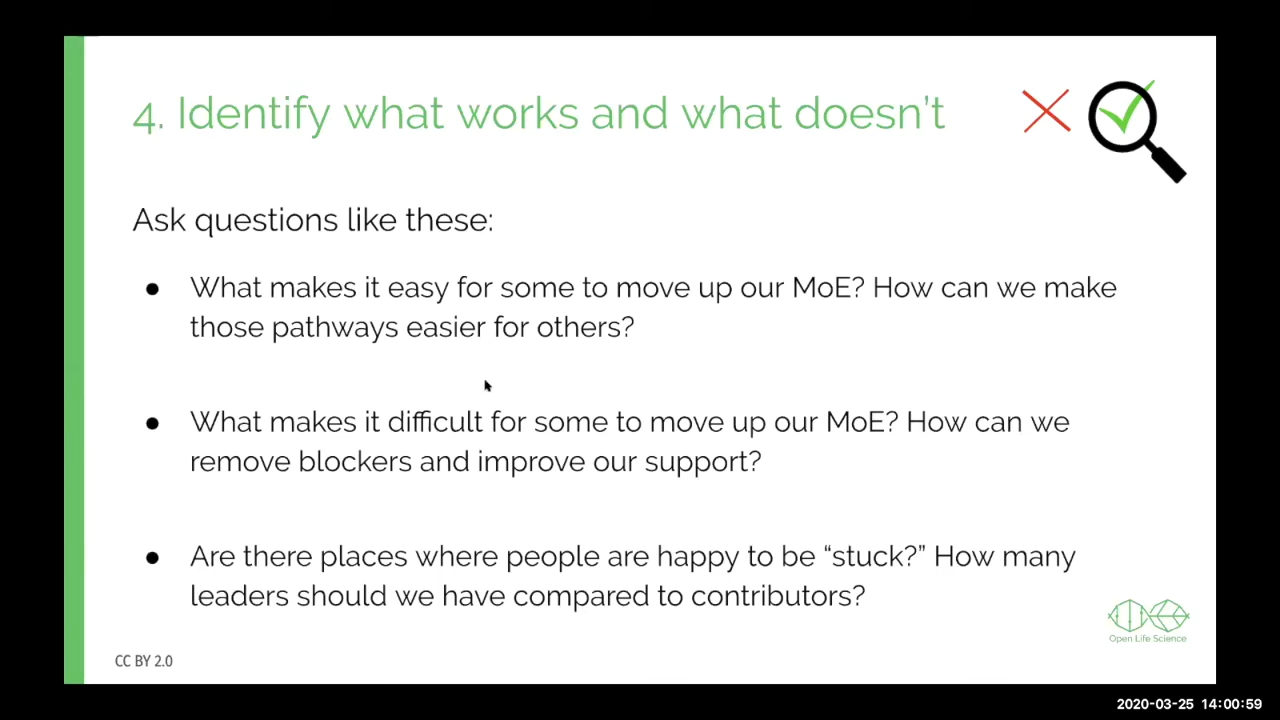 4. Identify what works and what doesn't
Ask questions like these:
● What makes it easy for some to move up our MoE? How can we make
those pathways easier for others?
● What makes it difficult for some to move up our MoE? How can we
remove blockers and improve our support?
● Are there places where people are happy to be “stuck?” How many
leaders should we have compared to contributors?
Open Life Science
CC BY 2.0
2020-03-25 14:00:59